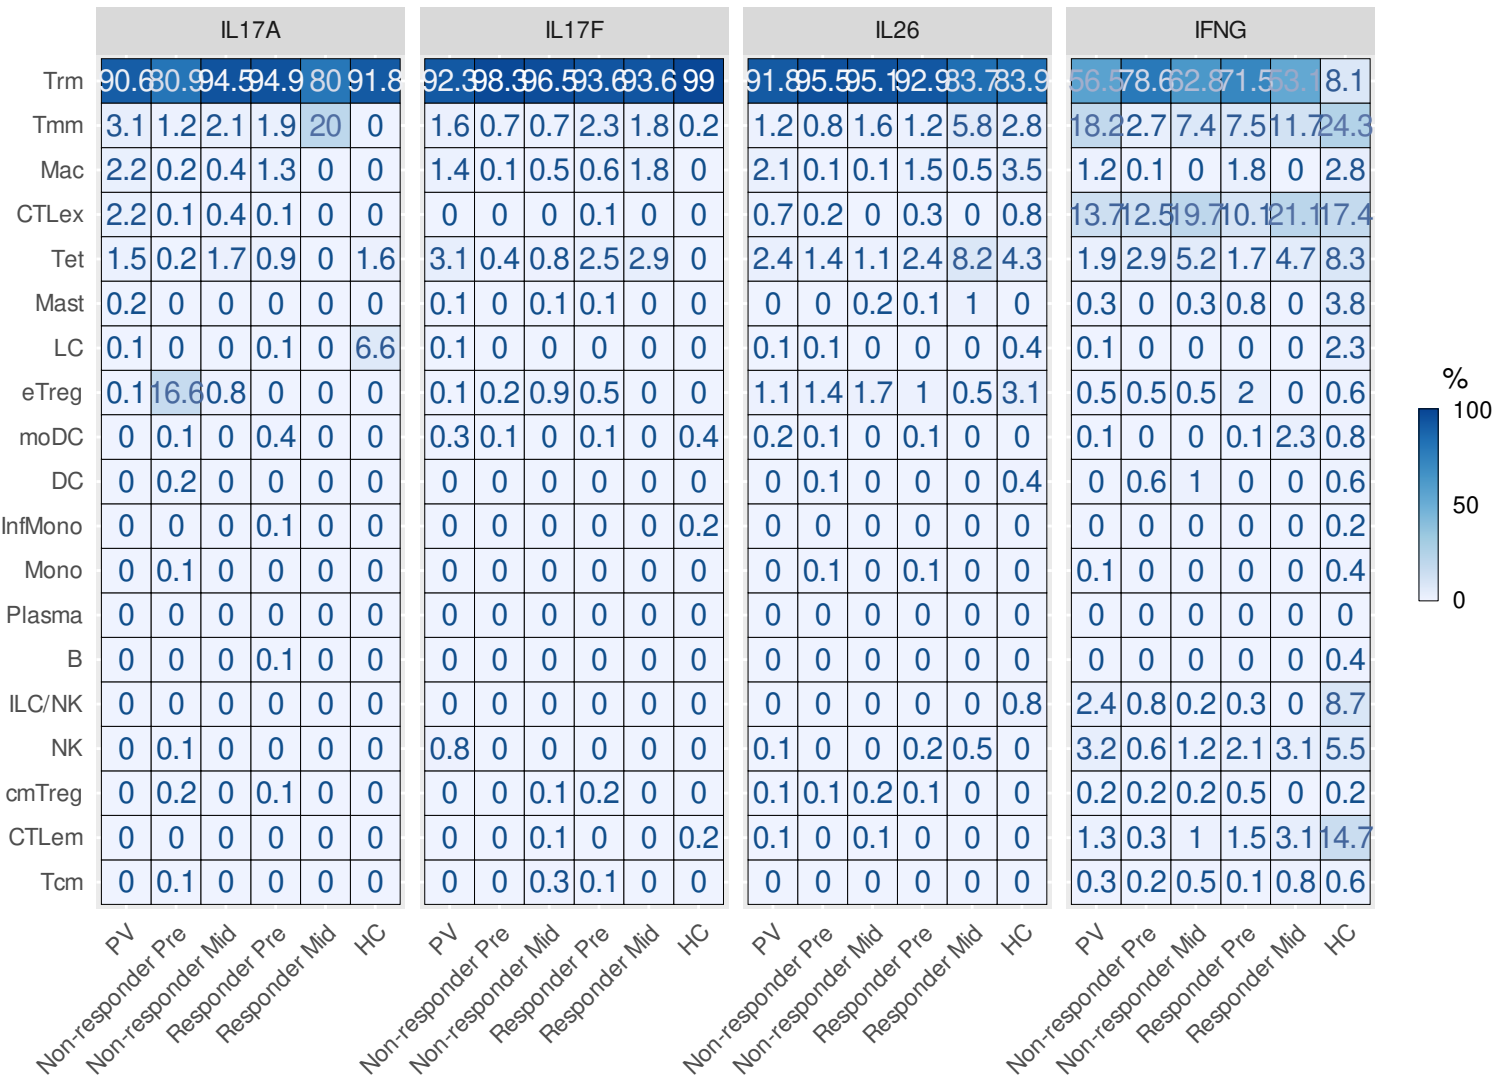 IL17A IL17F IL26 IFNG
Trm 90.6 80.9 94.5 94.9 80 91.8 92.3 98.3 96.5 93.6 93.6 99 91.8 95.5 95.1 92.9 83.7 83.9 56.5 78.6 62.8 71.5 53.1 8.1
Tmm 3.1 1.2 2.1 1.9 20 0 1.6 0.7 0.7 2.3 1.8 0.2 1.2 0.8 1.6 1.2 5.8 2.8 18.2 2.7 7.4 7.5 11.7 24.3
Mac 2.2 0.2 0.4 1.3 0 0 1.4 0.1 0.5 0.6 1.8 0 2.1 0.1 0.1 1.5 0.5 3.5 1.2 0.1 0 1.8 0 2.8
CTLex 2.2 0.1 0.4 0.1 0 0 0 0 0 0.1 0 0 0.7 0.2 0 0.3 0 0.8 13.7 12.5 19.7 10.1 21.1 17.4
Tet 1.5 0.2 1.7 0.9 0 1.6 3.1 0.4 0.8 2.5 2.9 0 2.4 1.4 1.1 2.4 8.2 4.3 1.9 2.9 5.2 1.7 4.7 8.3
Mast 0.2 0 0 0 0 0 0.1 0 0.1 0.1 0 0 0 0 0.2 0.1 1 0 0.3 0 0.3 0.8 0 3.8
LC 0.1 0 0 0.1 0 6.6 0.1 0 0 0 0 0 0.1 0.1 0 0 0 0.4 0.1 0 0 0 0 2.3
eTreg 0.1 16.6 0.8 0 0 0 0.1 0.2 0.9 0.5 0 0 1.1 1.4 1.7 1 0.5 3.1 0.5 0.5 0.5 2 0 0.6
moDC 0 0.1 0 0.4 0 0 0.3 0.1 0 0.1 0 0.4 0.2 0.1 0 0.1 0 0 0.1 0 0 0.1 2.3 0.8
DC 0 0.2 0 0 0 0 0 0 0 0 0 0 0 0.1 0 0 0 0.4 0 0.6 1 0 0 0.6
InfMono 0 0 0 0.1 0 0 0 0 0 0 0 0.2 0 0 0 0 0 0 0 0 0 0 0 0.2
Mono 0 0.1 0 0 0 0 0 0 0 0 0 0 0 0.1 0 0.1 0 0 0.1 0 0 0 0 0.4
Plasma 0 0 0 0 0 0 0 0 0 0 0 0 0 0 0 0 0 0 0 0 0 0 0 0
B 0 0 0 0.1 0 0 0 0 0 0 0 0 0 0 0 0 0 0 0 0 0 0 0 0.4
ILC/NK 0 0 0 0 0 0 0 0 0 0 0 0 0 0 0 0 0 0.8 2.4 0.8 0.2 0.3 0 8.7
NK 0 0.1 0 0 0 0 0.8 0 0 0 0 0 0.1 0 0 0.2 0.5 0 3.2 0.6 1.2 2.1 3.1 5.5
cmTreg 0 0.2 0 0.1 0 0 0 0 0.1 0.2 0 0 0.1 0.1 0.2 0.1 0 0 0.2 0.2 0.2 0.5 0 0.2
CTLem 0 0 0 0 0 0 0 0 0.1 0 0 0.2 0.1 0 0.1 0 0 0 1.3 0.3 1 1.5 3.1 14.7
Tcm 0 0.1 0 0 0 0 0 0 0.3 0.1 0 0 0 0 0 0 0 0 0.3 0.2 0.5 0.1 0.8 0.6
PV Non-responder Pre Non-responder Mid Responder Pre Responder Mid HC PV Non-responder Pre Non-responder Mid Responder Pre Responder Mid HC PV Non-responder Pre Non-responder Mid Responder Pre Responder Mid HC PV Non-responder Pre Non-responder Mid Responder Pre Responder Mid HC
%
100
50
0